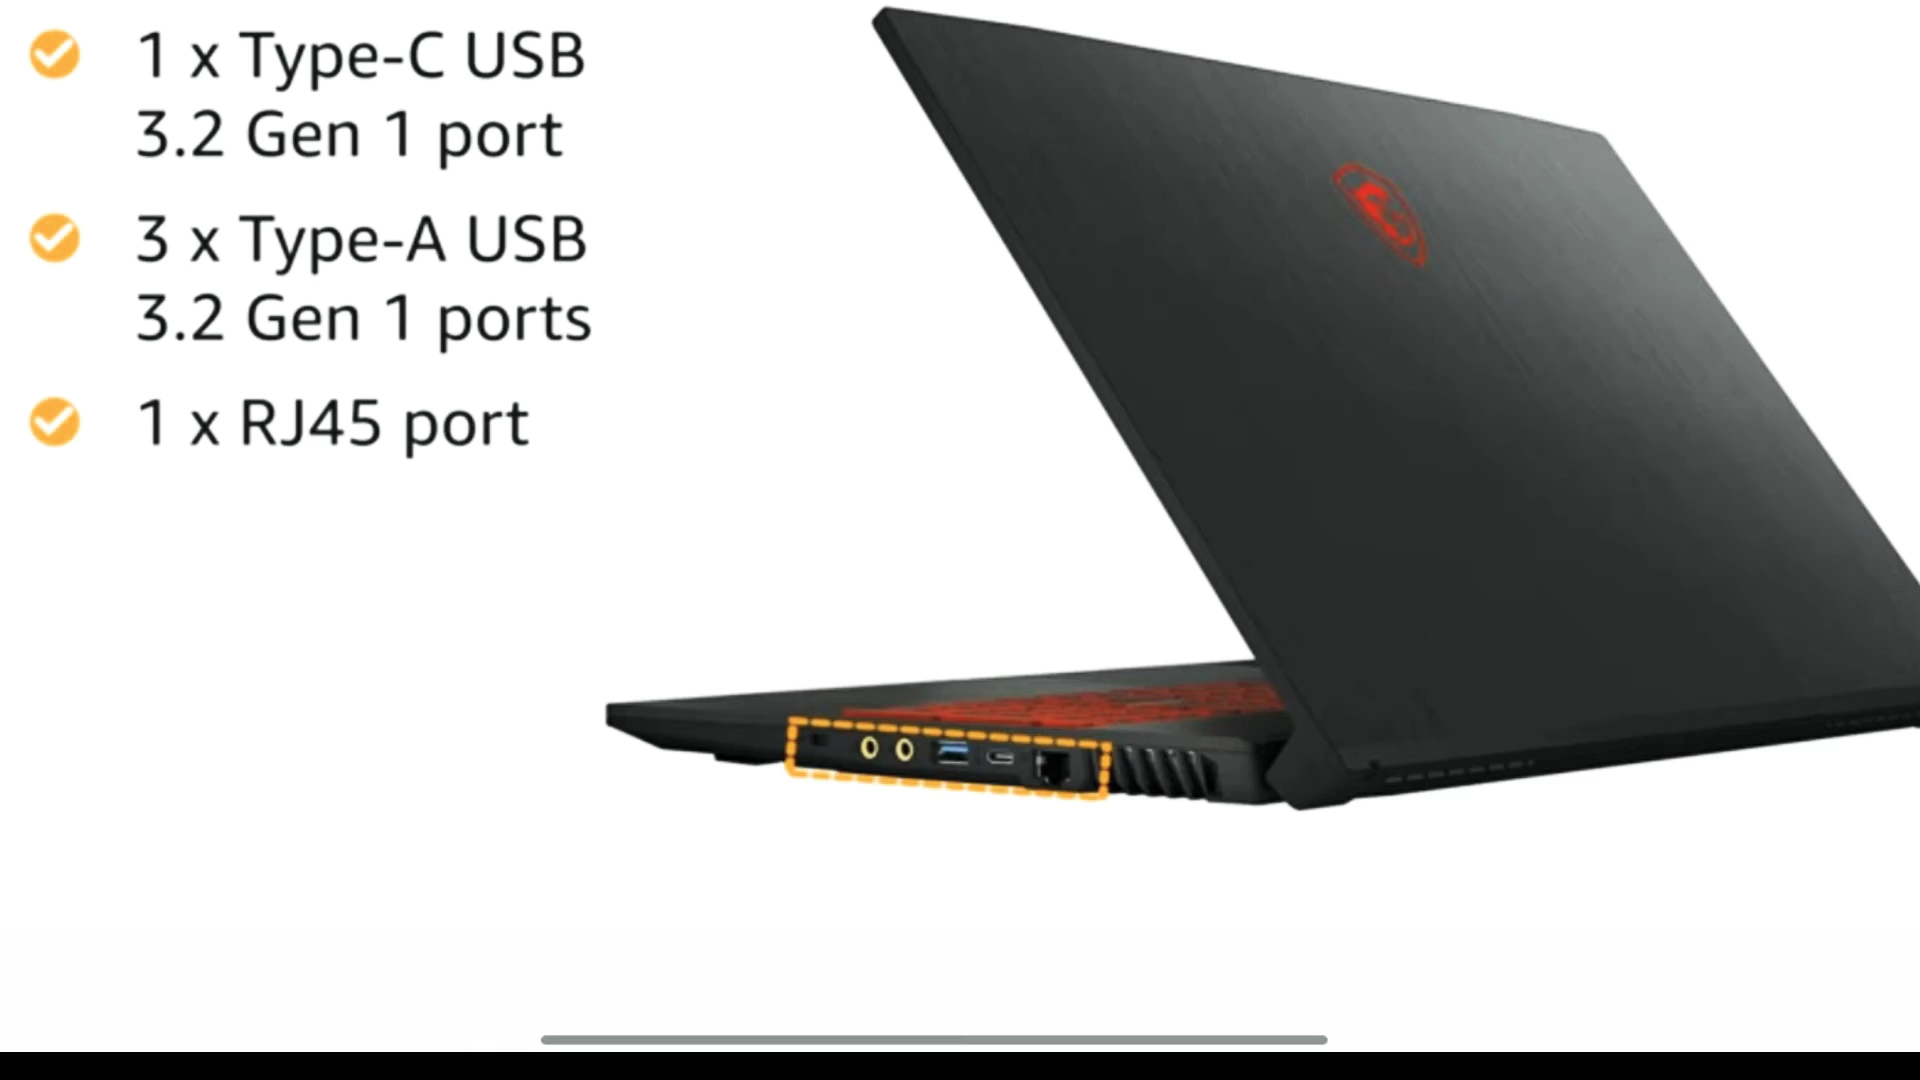 1 x Type-C USB
3.2 Gen 1 port
3 x Type-A USB
3.2 Gen 1 ports
1 x RJ45 port